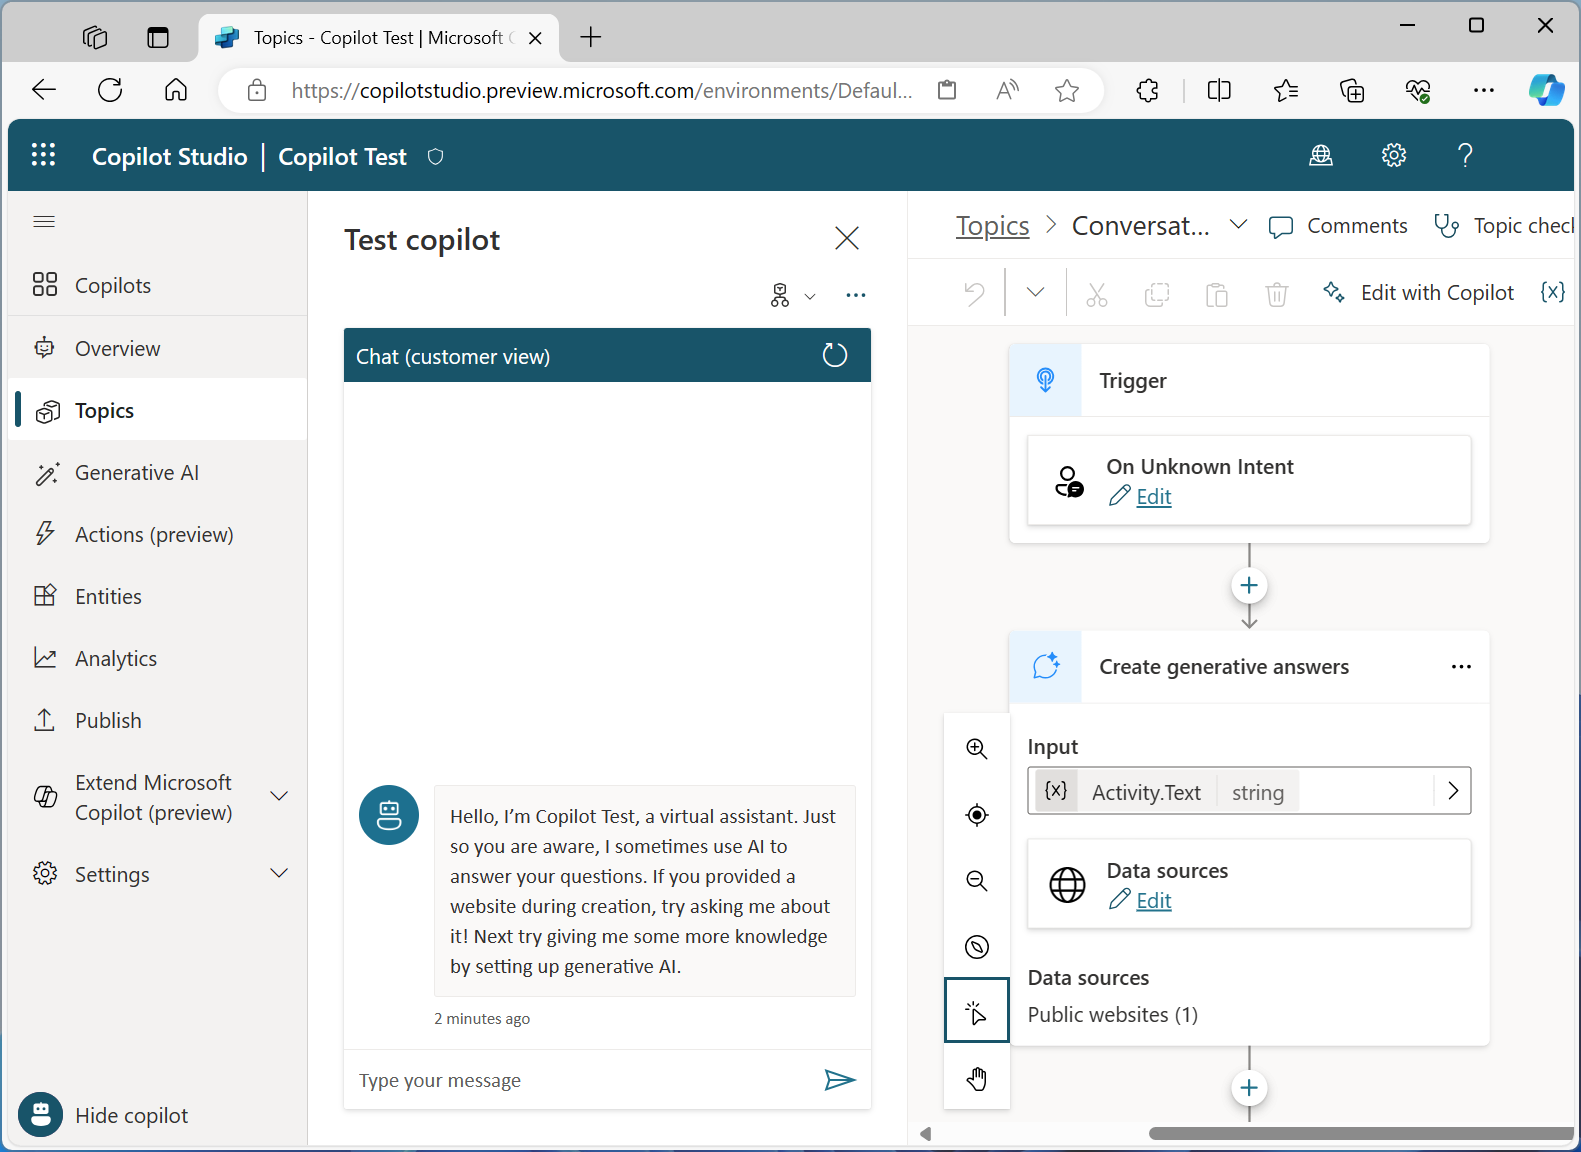 Topics - Copilot Test | Microsoft C
https://copilotstudio.preview.microsoft.com/environments/Defaul...
Copilot Studio | Copilot Test
?
Copilots
Overview
Topics
Generative AI
Actions (preview)
Entities
Analytics
Publish
Extend Microsoft
Copilot (preview)
Settings
Hide copilot
Test copilot
Chat (customer view)
Hello, I’m Copilot Test, a virtual assistant. Just
so you are aware, I sometimes use AI to
answer your questions. If you provided a
website during creation, try asking me about
it! Next try giving me some more knowledge
by setting up generative AI.
2 minutes ago
Type your message
Topics > Conversat...
Comments
Topic check
Edit with Copilot
{x}
Trigger
On Unknown Intent
Edit
Create generative answers
Input
{x} Activity.Text string
Data sources
Edit
Data sources
Public websites (1)